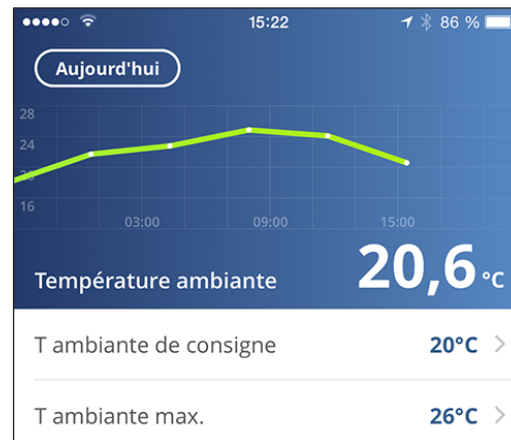 15:22 86 %
Aujourd'hui
28
24
20
16
03:00 09:00 15:00
Température ambiante 20,6 °C
T ambiante de consigne 20°C
T ambiante max. 26°C